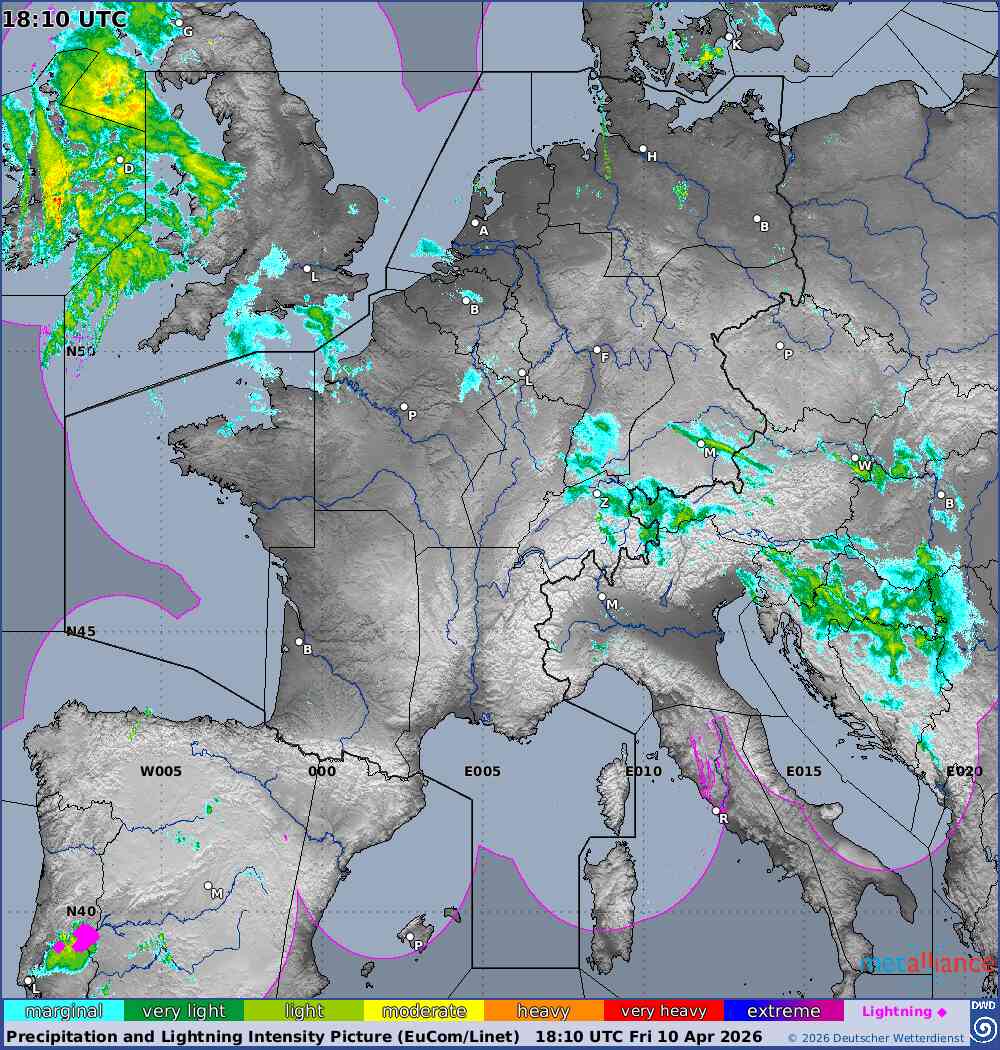 18:10 UTC
G
K
D
H
A
B
L
B
N50
F
P
L
P
M
W
Z
B
M
N45
B
W005
000
E005
E010
E015
E020
R
M
N40
P
L
metalliance
marginal very light light moderate heavy very heavy extreme Lightning ◆
DWD
Precipitation and Lightning Intensity Picture (EuCom/Linet) 18:10 UTC Fri 10 Apr 2026 © 2026 Deutscher Wetterdienst